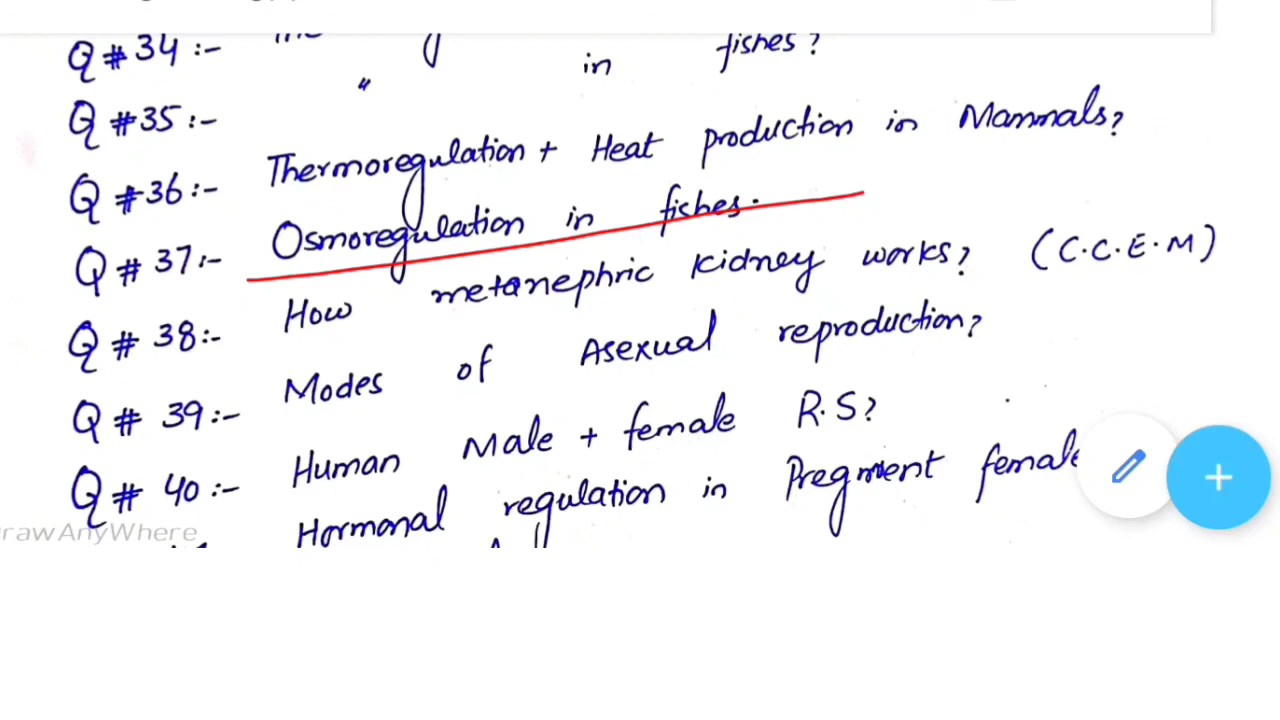 Q # 34 :-
Q # 35 :- " in fishes?
Q # 36 :- Thermoregulation + Heat production in Mammals?
Q # 37 :- Osmoregulation in fishes.
Q # 38 :- How metanephric kidney works? (C.C.E.M)
Q # 39 :- Modes of Asexual reproduction?
Q # 40 :- Human Male + female R.S?
Hormonal regulation in Pregnent female
rawAnyWhere